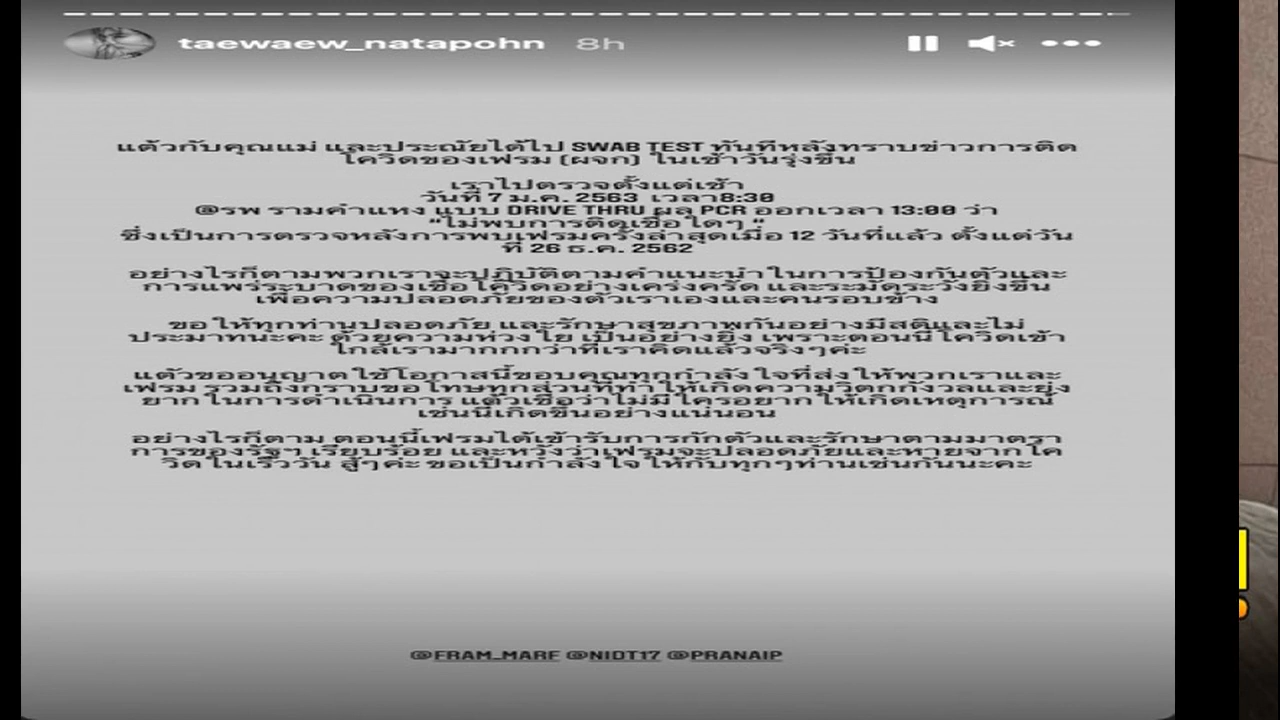 taewaew_natapohn 8h
แต้วกับคุณแม่ และประณัยได้ไป SWAB TEST ทันทีหลังทราบข่าวการติด
โควิดของเฟรม (ผจก) ในเช้าวันรุ่งขึ้น
เราไปตรวจตั้งแต่เช้า
วันที่ 7 ม.ค. 2563 เวลา8:30
@รพ รามคำแหง แบบ DRIVE THRU ผล PCR ออกเวลา 13:00 ว่า
"ไม่พบการติดเชื้อใดๆ "
ซึ่งเป็นการตรวจหลังการพบเฟรมครั้งล่าสุดเมื่อ 12 วันที่แล้ว ตั้งแต่วัน
ที่ 26 ธ.ค. 2562
อย่างไรก็ตามพวกเราจะปฏิบัติตามคำแนะนำในการป้องกันตัวและ
การแพร่ระบาดของเชื้อโควิดอย่างเคร่งครัด และระมัดระวังยิ่งขึ้น
เพื่อความปลอดภัยของตัวเราเองและคนรอบข้าง
ขอให้ทุกท่านปลอดภัย และรักษาสุขภาพกันอย่างมีสติและไม่
ประมาทนะคะ ด้วยความห่วงใย เป็นอย่างยิ่ง เพราะตอนนี้โควิดเข้า
ใกล้เรามากกกว่าที่เราคิดแล้วจริงๆค่ะ
แต้วขออนุญาตใช้โอกาสนี้ขอบคุณทุกกำลังใจที่ส่งให้พวกเราและ
เฟรม รวมถึงกราบขอโทษทุกส่วนที่ทำให้เกิดความวิตกกังวลและยุ่ง
ยากในการดำเนินการ แต้วเชื่อว่าไม่มีใครอยากให้เกิดเหตุการณ์
เช่นนี้เกิดขึ้นอย่างแน่นอน
อย่างไรก็ตาม ตอนนี้เฟรมได้เข้ารับการกักตัวและรักษาตามมาตรา
การของรัฐฯ เรียบร้อย และหวังว่าเฟรมจะปลอดภัยและหายจากโค
วิดในเร็ววัน สู้ๆค่ะ ขอเป็นกำลังใจให้กับทุกๆท่านเช่นกันนะคะ
@FRAM_MARF @NIDT17 @PRANAIP